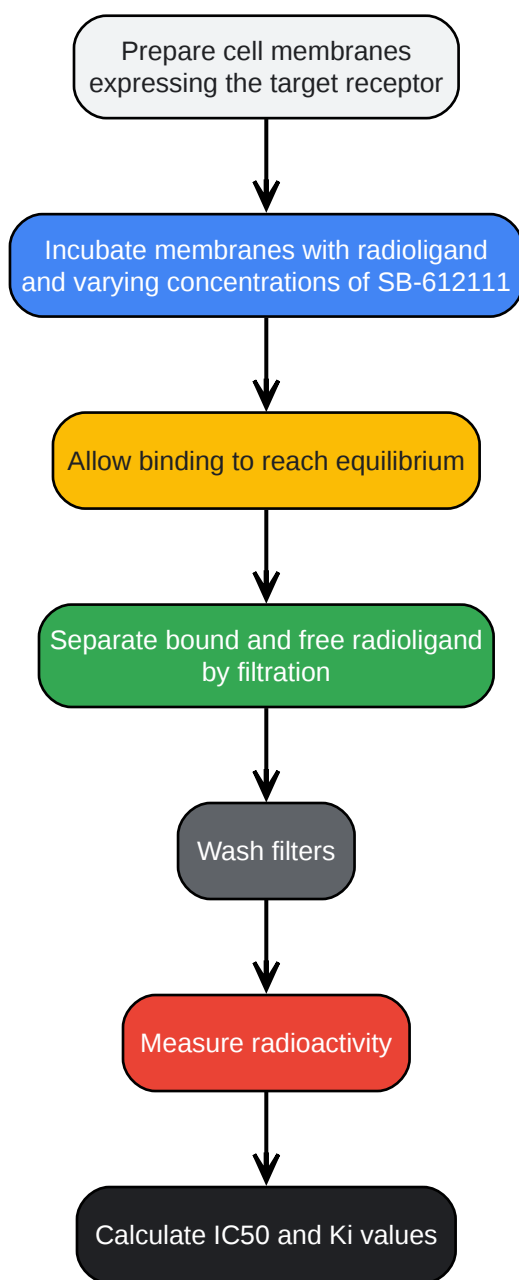 Prepare cell membranes
expressing the target receptor
Incubate membranes with radioligand
and varying concentrations of SB-612111
Allow binding to reach equilibrium
Separate bound and free radioligand
by filtration
Wash filters
Measure radioactivity
Calculate IC50 and Ki values